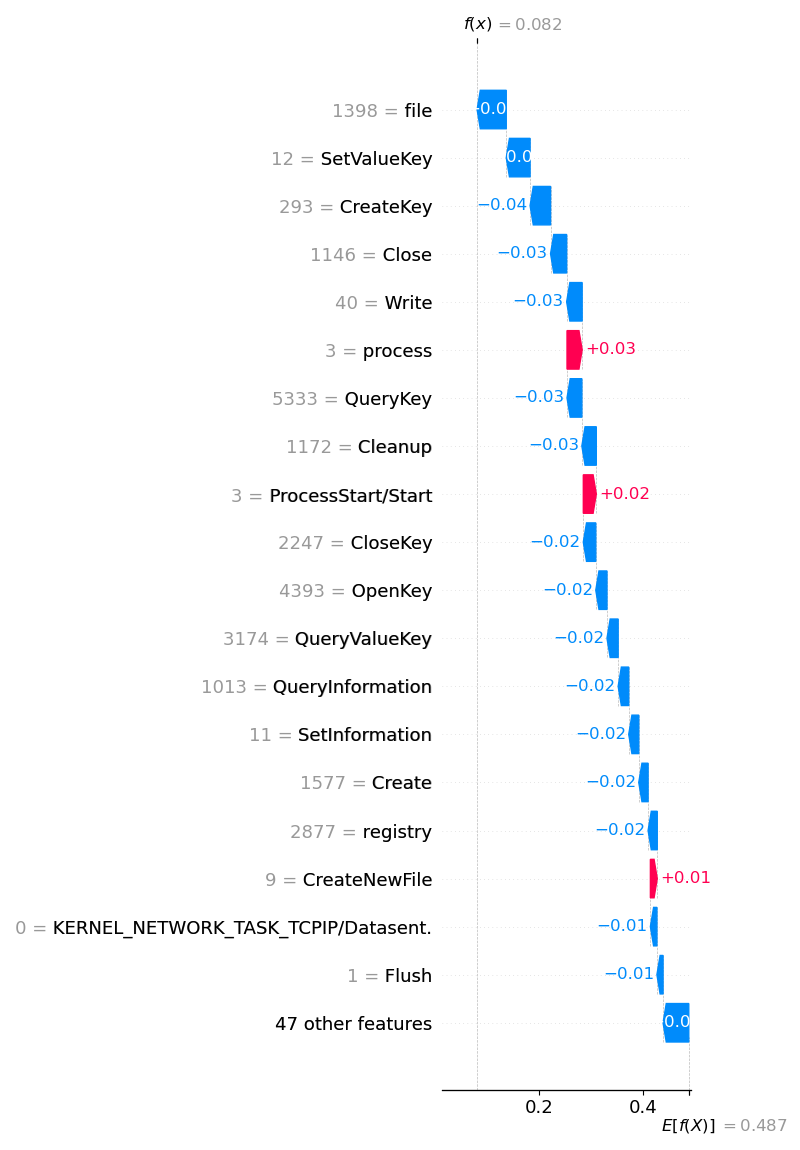 f(x) = 0.082
1398 = file
−0.0
12 = SetValueKey
0.0
293 = CreateKey
−0.04
1146 = Close
−0.03
40 = Write
−0.03
3 = process
+0.03
5333 = QueryKey
−0.03
1172 = Cleanup
−0.03
3 = ProcessStart/Start
+0.02
2247 = CloseKey
−0.02
4393 = OpenKey
−0.02
3174 = QueryValueKey
−0.02
1013 = QueryInformation
−0.02
11 = SetInformation
−0.02
1577 = Create
−0.02
2877 = registry
−0.02
9 = CreateNewFile
+0.01
0 = KERNEL_NETWORK_TASK_TCPIP/Datasent.
−0.01
1 = Flush
−0.01
47 other features
0.0
0.2
0.4
E[f(X)] = 0.487